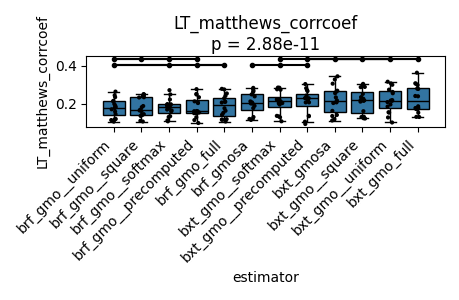 LT_matthews_corrcoef
p = 2.88e-11
LT_matthews_corrcoef
0.4
0.2
brf_gmo__uniform
brf_gmo__square
brf_gmo__softmax
brf_gmo__precomputed
brf_gmo_full
brf_gmosa
bxt_gmo__softmax
bxt_gmo__precomputed
bxt_gmosa
bxt_gmo__square
bxt_gmo__uniform
bxt_gmo_full
estimator